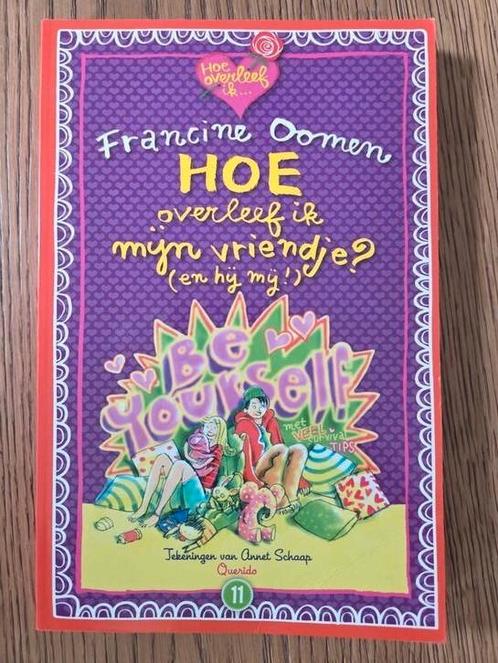 Hoe
overleef
ik...
Francine Oomen
HOE
overleef ik
mijn vriendje?
(en hij mij!)
Be
Yourself
met
VEEL
survival
TIPS
Tekeningen van Annet Schaap
Querido
11